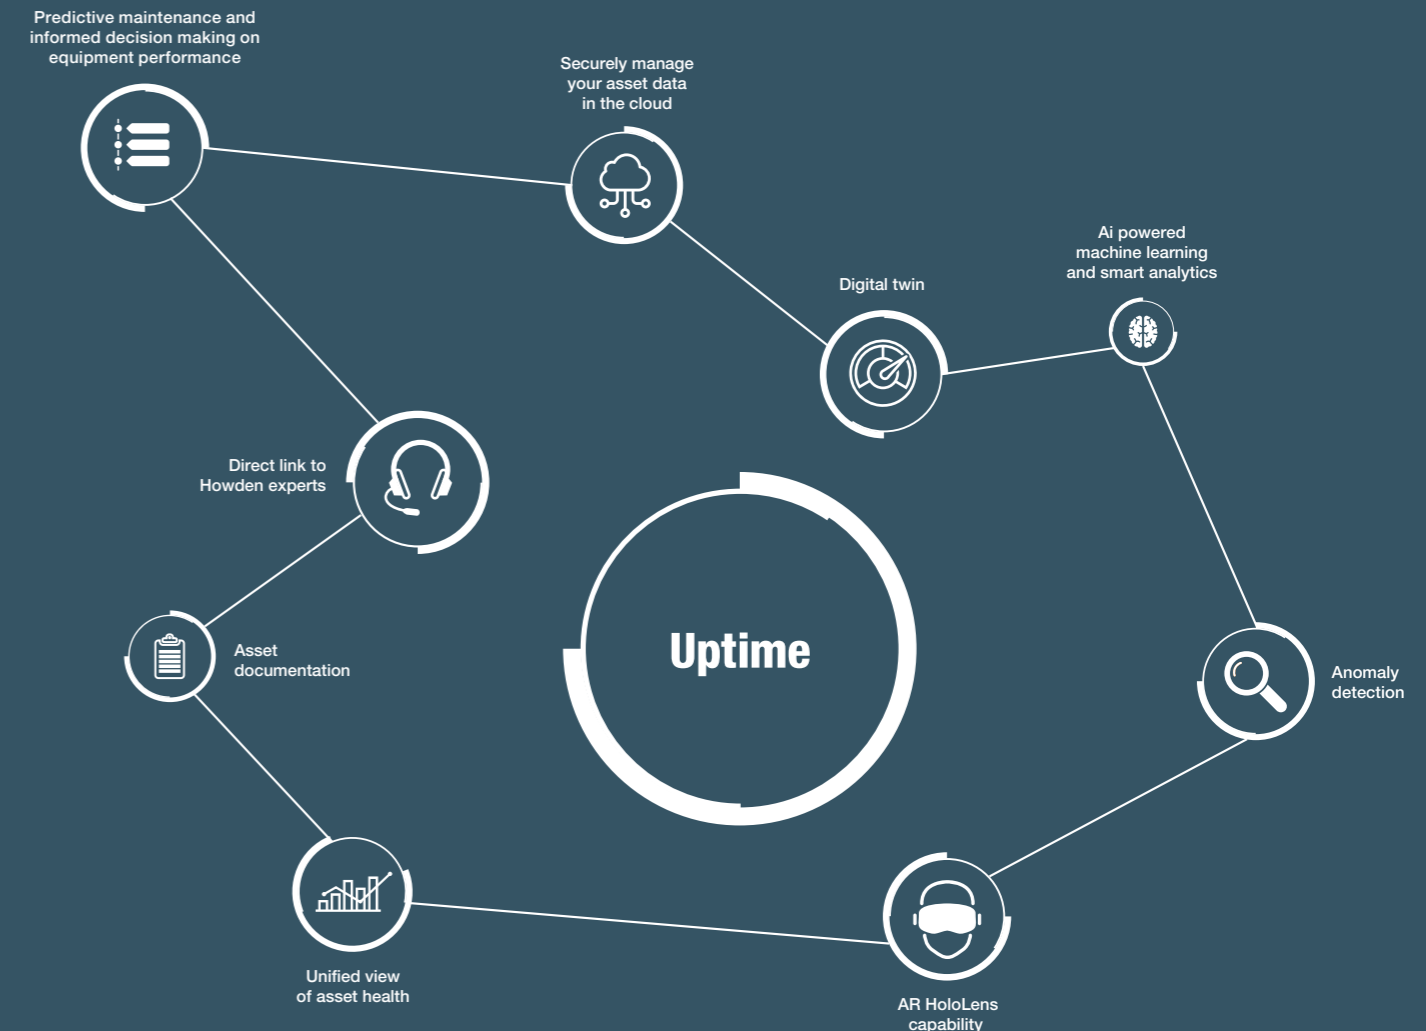 Predictive maintenance and
informed decision making on
equipment performance
Securely manage
your asset data
in the cloud
Ai powered
machine learning
and smart analytics
Digital twin
Direct link to
Howden experts
Uptime
Asset
documentation
Anomaly
detection
Unified view
of asset health
AR HoloLens
capability